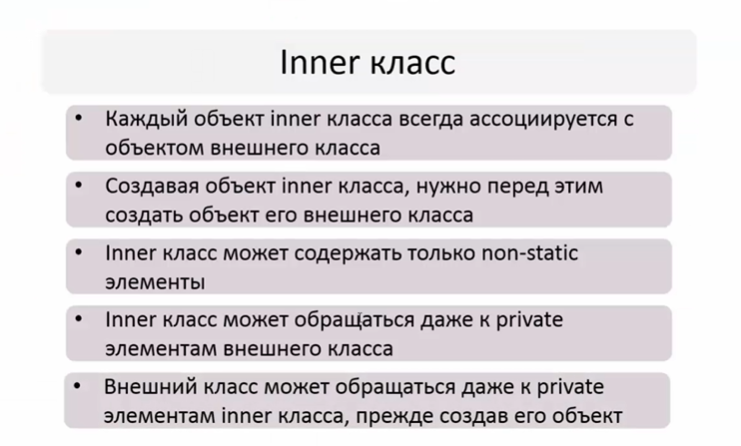 Inner класс
• Каждый объект inner класса всегда ассоциируется с
объектом внешнего класса
• Создавая объект inner класса, нужно перед этим
создать объект его внешнего класса
• Inner класс может содержать только non-static
элементы
• Inner класс может обращаться даже к private
элементам внешнего класса
• Внешний класс может обращаться даже к private
элементам inner класса, прежде создав его объект